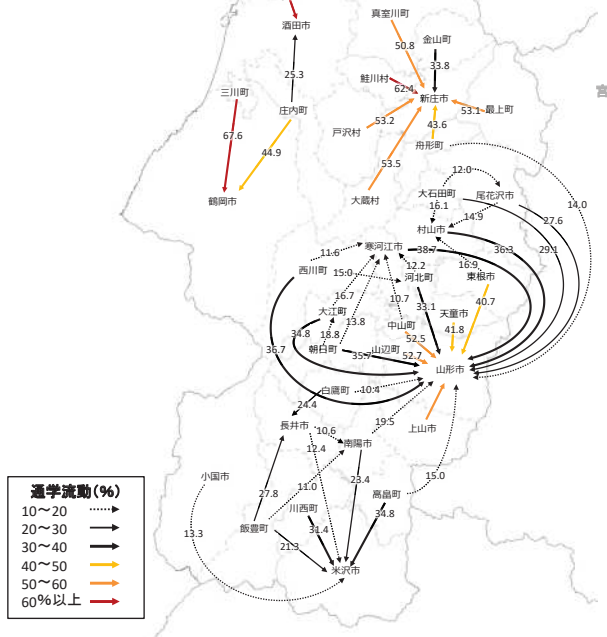 酒田市
真室川町
金山町
50.8
33.8
25.3
鮭川村
62.4
新庄市
三川町
庄内町
53.1
最上町
戸沢村
53.2
43.6
舟形町
67.6
44.9
53.5
鶴岡市
大蔵村
12.0
大石田町
尾花沢市
14.0
16.1
14.9
27.6
村山市
29.1
36.3
寒河江市
38.7
11.6
12.2
16.9
西川町
15.0
河北町
東根市
16.7
10.7
33.1
40.7
大江町
13.8
中山町
天童市
34.8
18.8
52.5
41.8
36.7
朝日町
35.7
山辺町
52.7
山形市
白鷹町
10.4
24.4
長井市
10.6
19.5
上山市
12.4
南陽市
小国市
23.4
15.0
11.0
高畠町
27.8
川西町
34.8
13.3
飯豊町
31.4
21.3
米沢市
通学流動(%)
10～20
20～30
30～40
40～50
50～60
60%以上